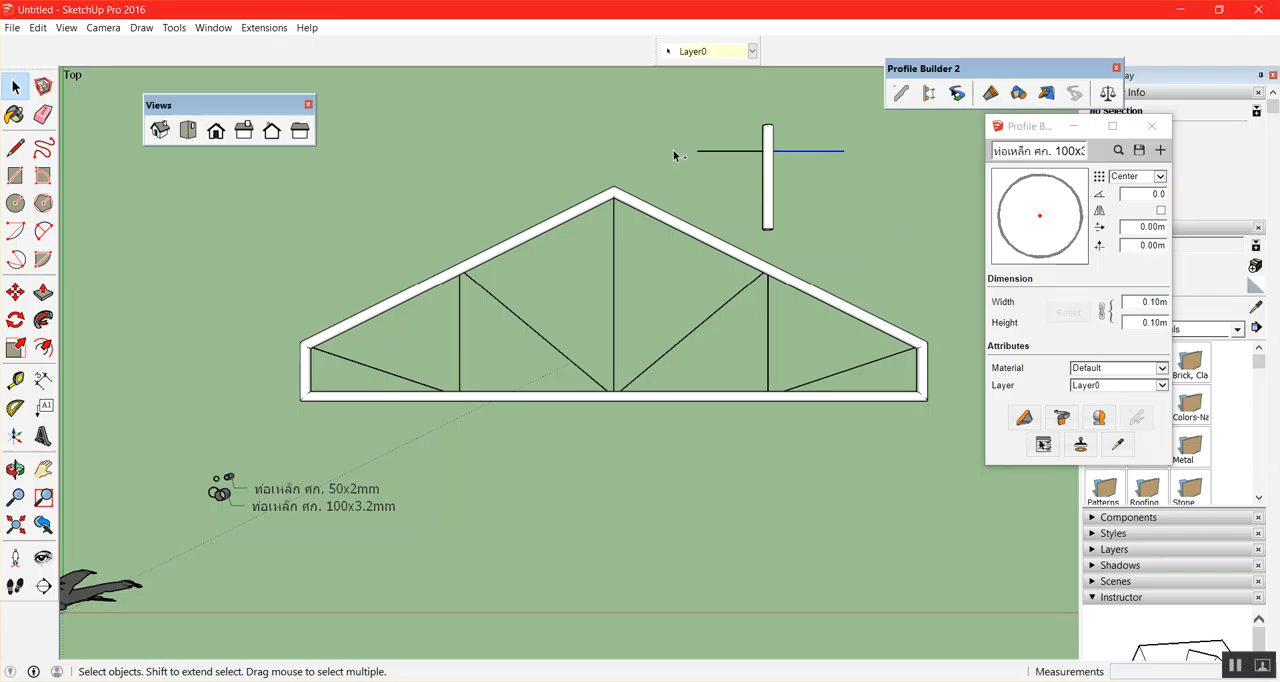 Untitled - SketchUp Pro 2016
File Edit View Camera Draw Tools Window Extensions Help
Layer0
Top
Views
Profile Builder 2
Info
No Selection
Profile B...
ท่อเหล็ก ศก. 100x3
Center
0.0
0.00m
0.00m
Dimension
Width 0.10m
Reset
Height 0.10m
Attributes
Material Default
Layer Layer0
Brick, Cla
Colors-Na
Metal
Patterns Roofing Stone
ท่อเหล็ก ศก. 50x2mm
ท่อเหล็ก ศก. 100x3.2mm
Components
Styles
Layers
Shadows
Scenes
Instructor
Select objects. Shift to extend select. Drag mouse to select multiple.
Measurements